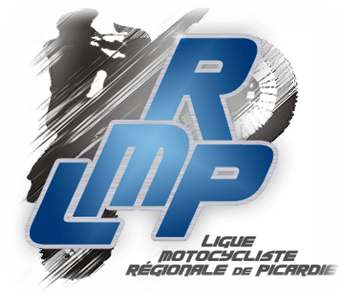 R
LMP
LIGUE
MOTOCYCLISTE
RÉGIONALE DE PICARDIE